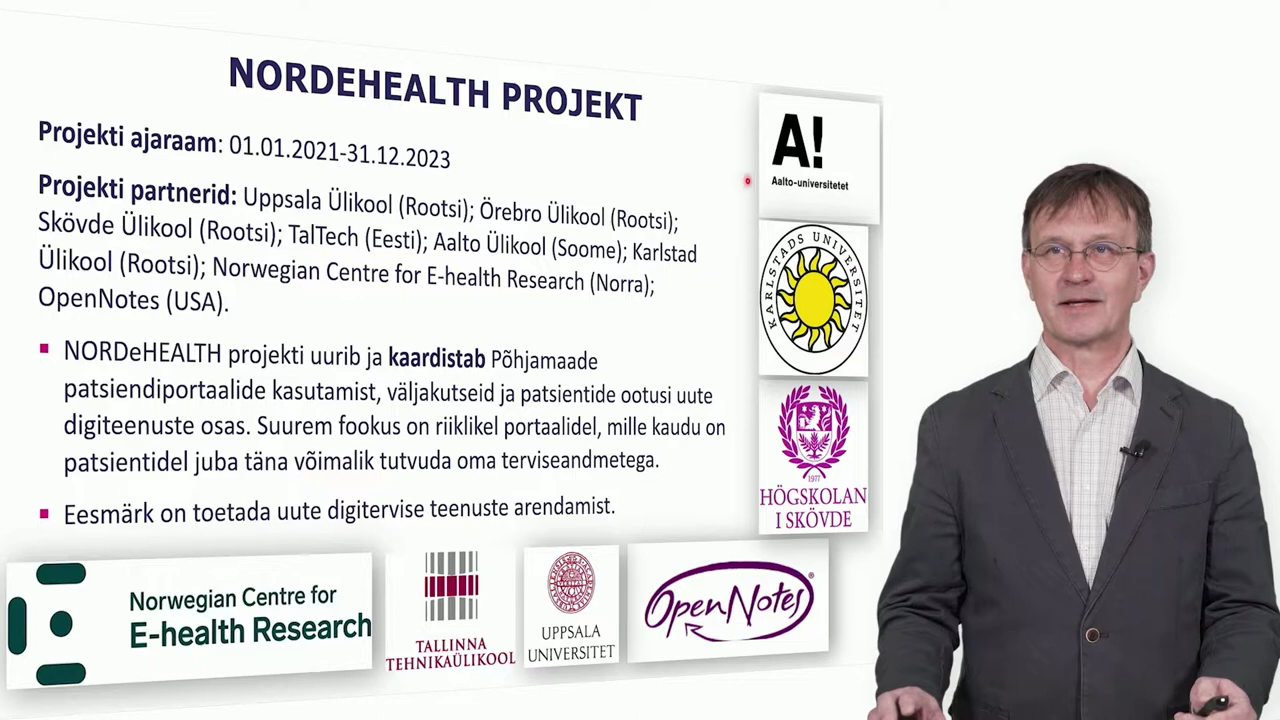 NORDEHEALTH PROJEKT
Projekti ajaraam: 01.01.2021-31.12.2023
Projekti partnerid: Uppsala Ülikool (Rootsi); Örebro Ülikool (Rootsi);
Skövde Ülikool (Rootsi); TalTech (Eesti); Aalto Ülikool (Soome); Karlstad
Ülikool (Rootsi); Norwegian Centre for E-health Research (Norra);
OpenNotes (USA).
NORDeHEALTH projekti uurib ja kaardistab Põhjamaade
patsiendiportaalide kasutamist, väljakutseid ja patsientide ootusi uute
digiteenuste osas. Suurem fookus on riiklikel portaalidel, mille kaudu on
patsientidel juba täna võimalik tutvuda oma terviseandmetega.
Eesmärk on toetada uute digitervise teenuste arendamist.
A!
Aalto-universitetet
KARLSTADS UNIVERSITET
1977
HÖGSKOLAN
I SKÖVDE
Norwegian Centre for
E-health Research
TALLINNA
TEHNIKAÜLIKOOL
UPPSALA
UNIVERSITET
OpenNotes®